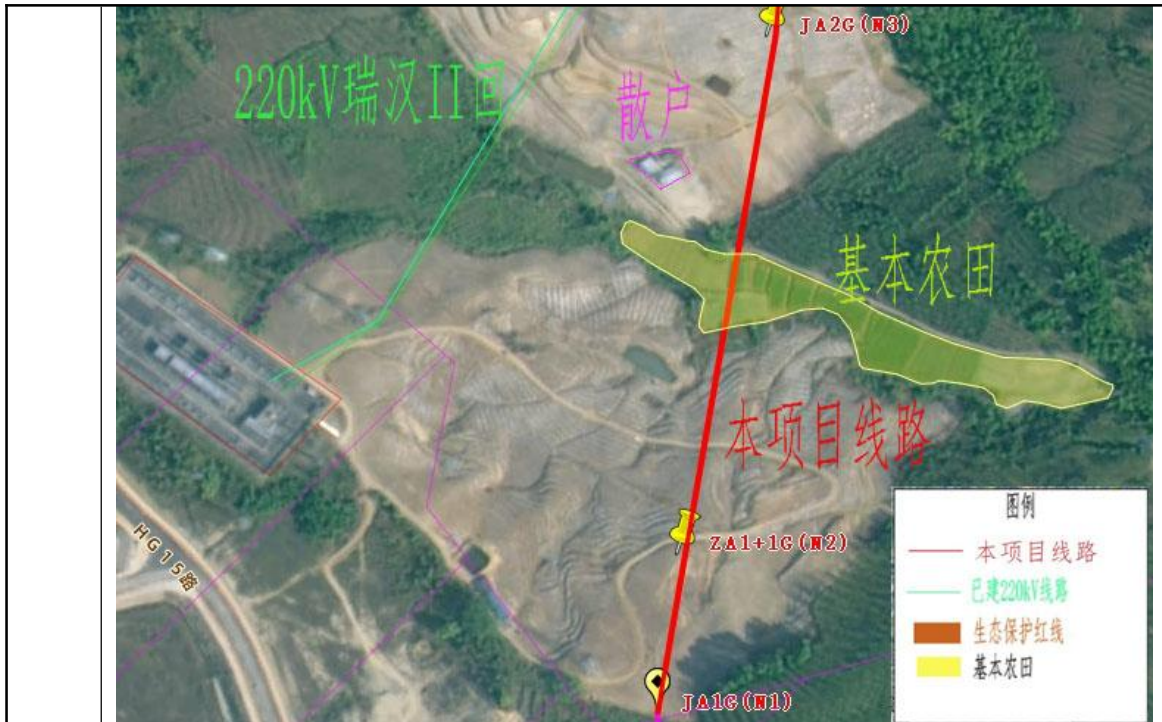 JA2G(N3)
220kV瑞汉II回
散户
基本农田
本项目线路
ZA1+1G(N2)
HG15路
JA1G(N1)
图例
本项目线路
已建220kV线路
生态保护红线
基本农田